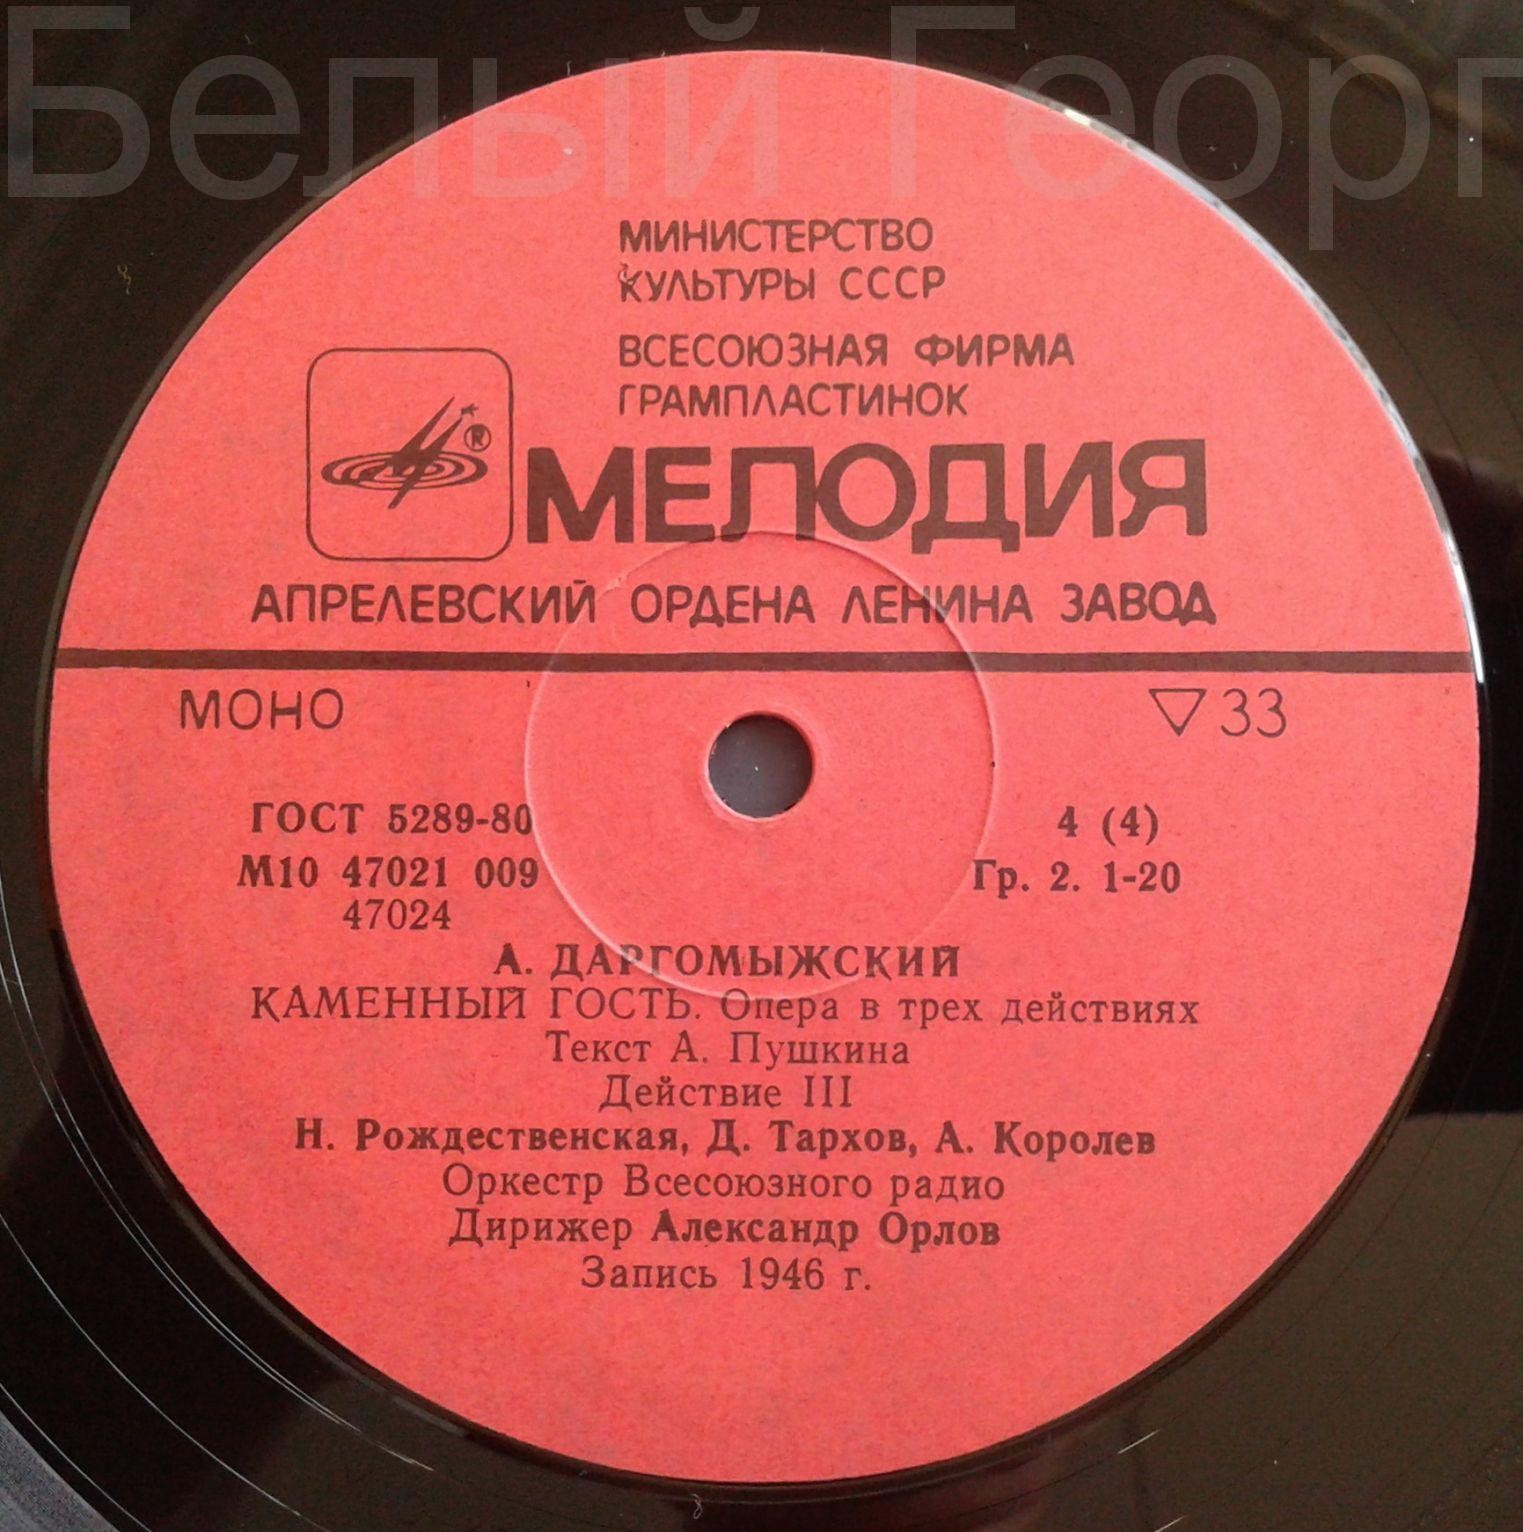 Белый Георг
МИНИСТЕРСТВО
КУЛЬТУРЫ СССР
ВСЕСОЮЗНАЯ ФИРМА
ГРАМПЛАСТИНОК
®
МЕЛОДИЯ
АПРЕЛЕВСКИЙ ОРДЕНА ЛЕНИНА ЗАВОД
МОНО ▽33
ГОСТ 5289-80 4 (4)
М10 47021 009 Гр. 2. 1-20
47024
А. ДАРГОМЫЖСКИЙ
КАМЕННЫЙ ГОСТЬ. Опера в трех действиях
Текст А. Пушкина
Действие III
Н. Рождественская, Д. Тархов, А. Королев
Оркестр Всесоюзного радио
Дирижер Александр Орлов
Запись 1946 г.